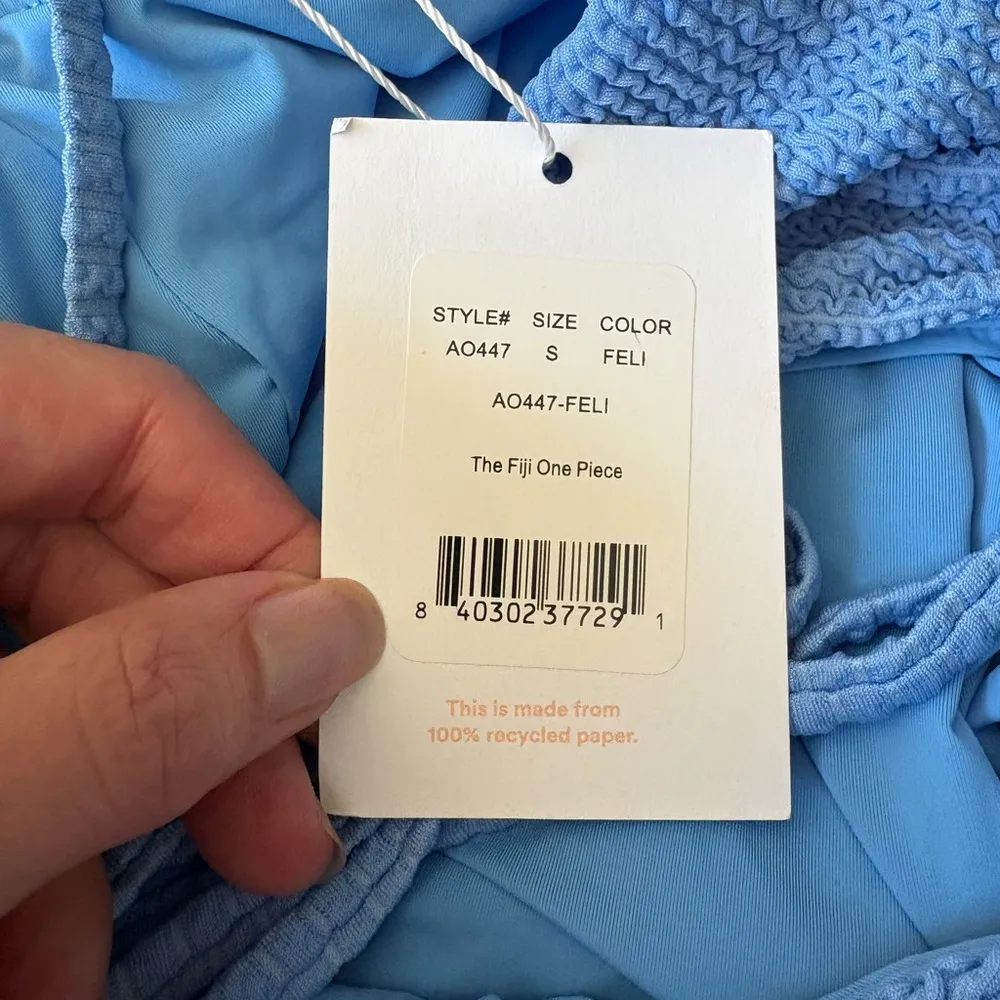 STYLE# SIZE COLOR
AO447 S FELI
AO447-FELI
The Fiji One Piece
8 40302 37729 1
This is made from
100% recycled paper.